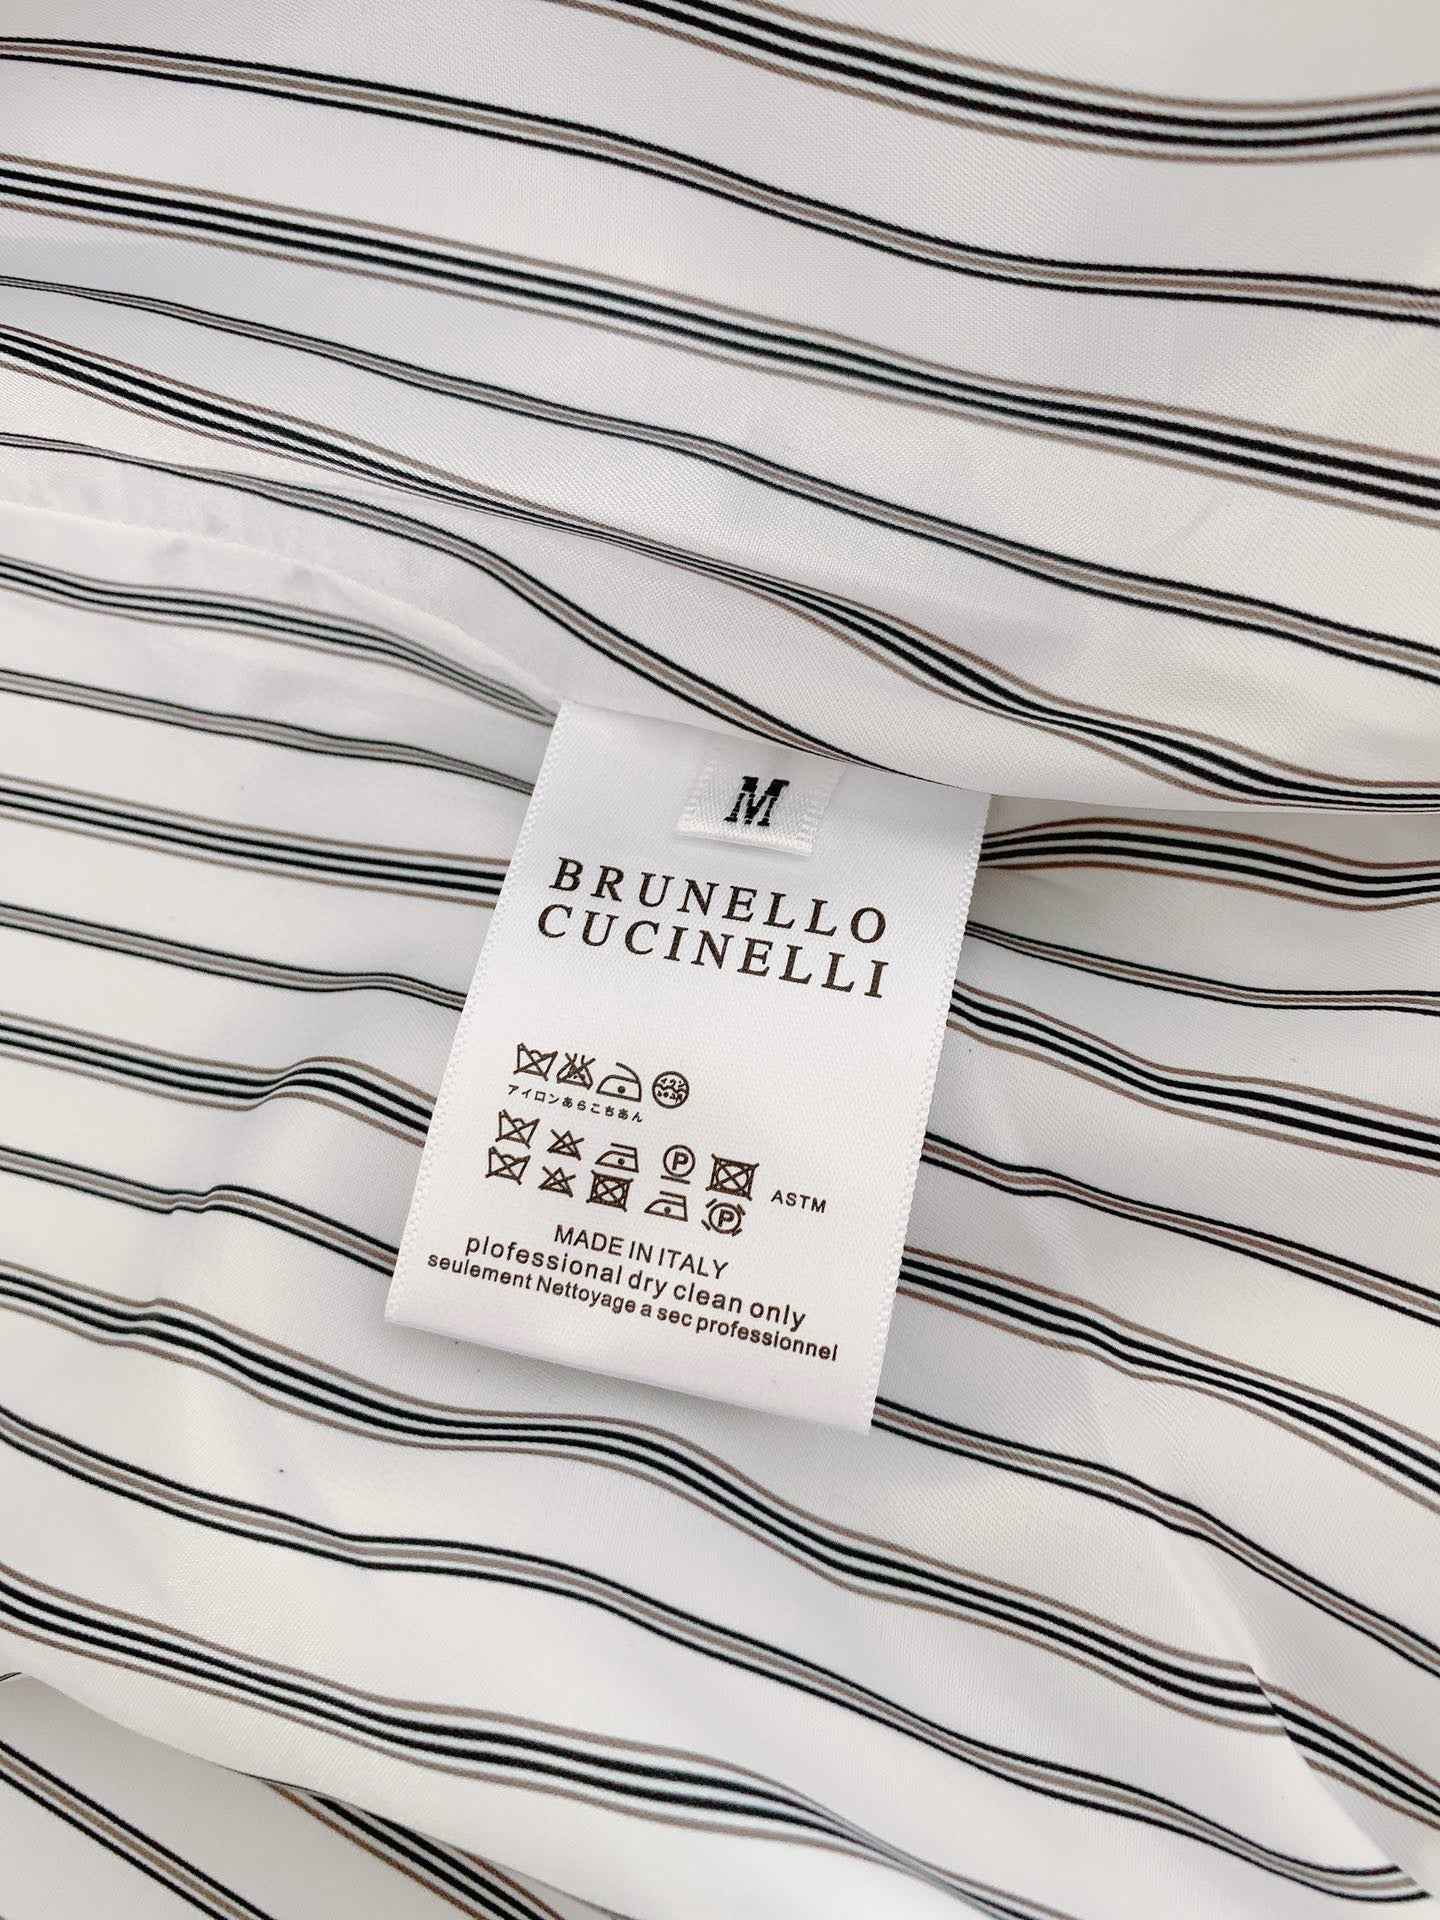 M
BRUNELLO
CUCINELLI
アイロンあらこちあん
P
ASTM
P
MADE IN ITALY
plofessional dry clean only
seulement Nettoyage a sec professionnel